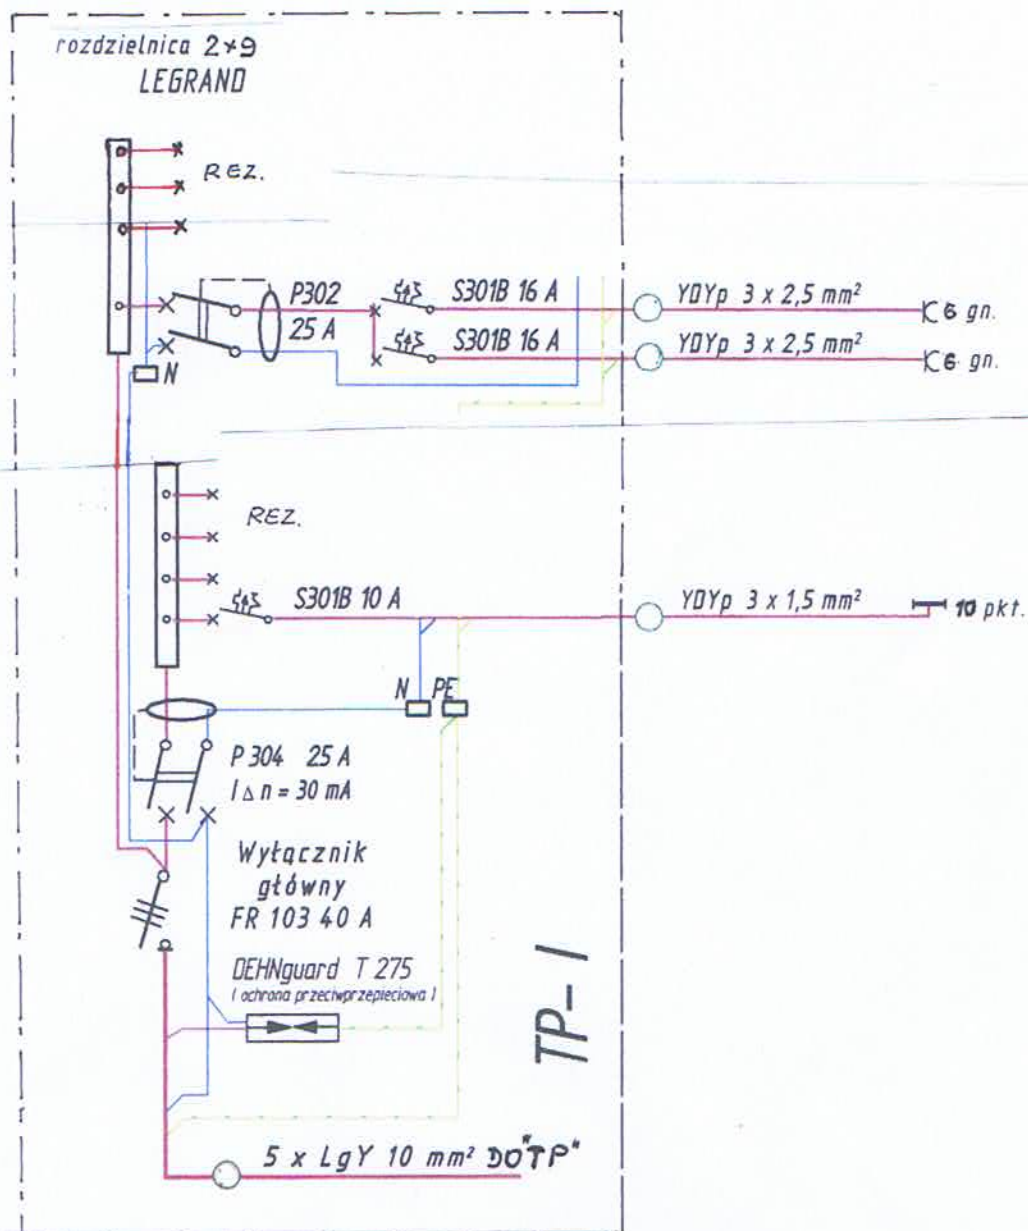 rozdzielnica 2×9
LEGRAND
REZ.
P302
25 A
S301B 16 A
YDYp 3 x 2,5 mm²
6 gn.
S301B 16 A
YDYp 3 x 2,5 mm²
6 gn.
N
REZ.
S301B 10 A
YDYp 3 x 1,5 mm²
10 pkt.
N PE
P 304 25 A
I Δ n = 30 mA
Wyłącznik
główny
FR 103 40 A
DEHNguard T 275
( ochrona przeciwprzepieciowa )
TP- I
5 x LgY 10 mm² DO "TP"